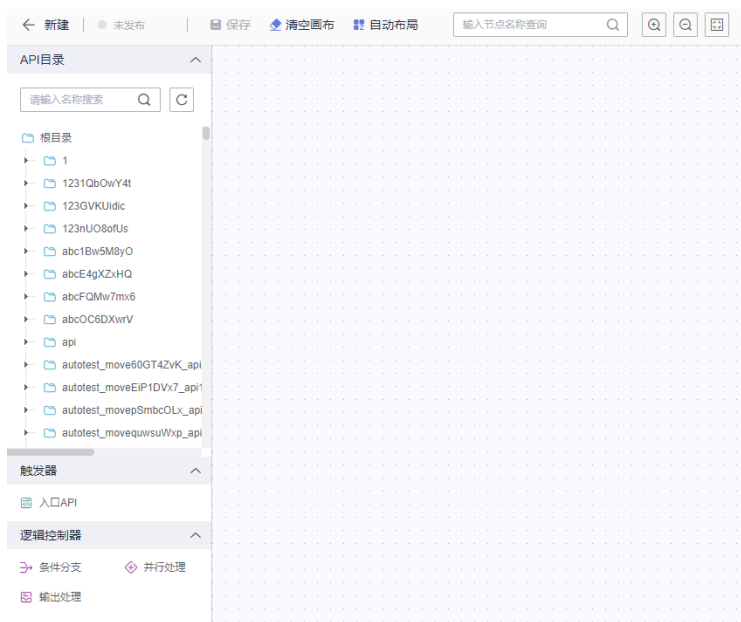 新建 未发布 保存 清空画布 自动布局 输入节点名称查询
API目录
请输入名称搜索
根目录
1
1231QbOwY4t
123GVKUidic
123nUO8ofUs
abc1Bw5M8yO
abcE4gXZxHQ
abcFQMw7mx6
abcOC6DXwrV
api
autotest_move60GT4ZvK_api
autotest_moveEiP1DVx7_api1
autotest_movepSmbcOLx_api
autotest_movequwsuWxp_api
触发器
入口API
逻辑控制器
条件分支 并行处理
输出处理